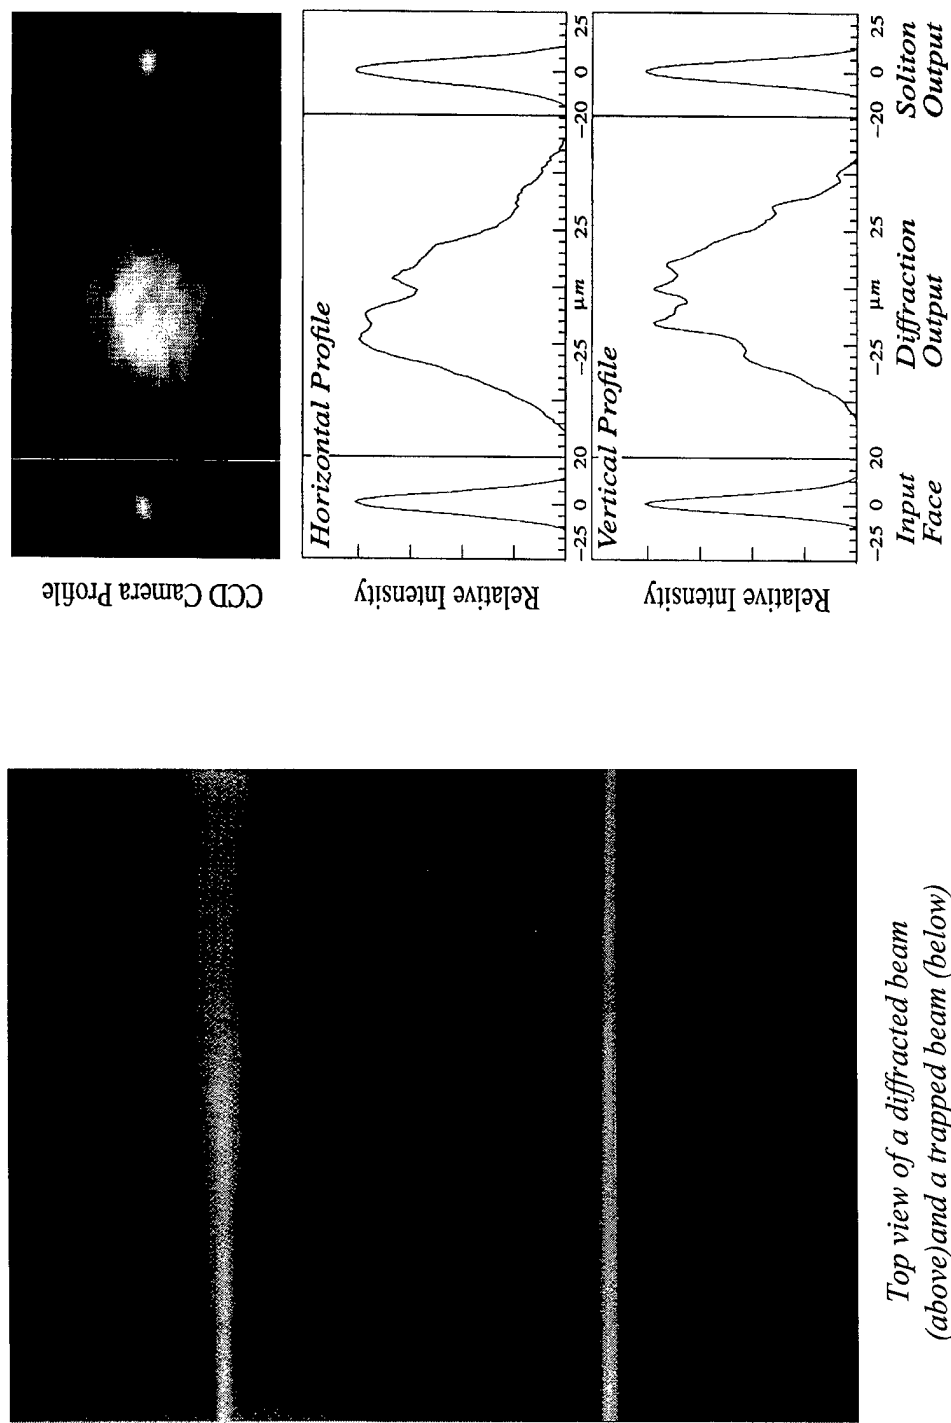 Top view of a diffracted beam
(above)and a trapped beam (below)
CCD Camera Profile
Horizontal Profile
Relative Intensity
−25 0 20 −25 μm 25 −20 0 25
Vertical Profile
Relative Intensity
−25 0 20 −25 μm 25 −20 0 25
Input
Face
Diffraction
Output
Soliton
Output